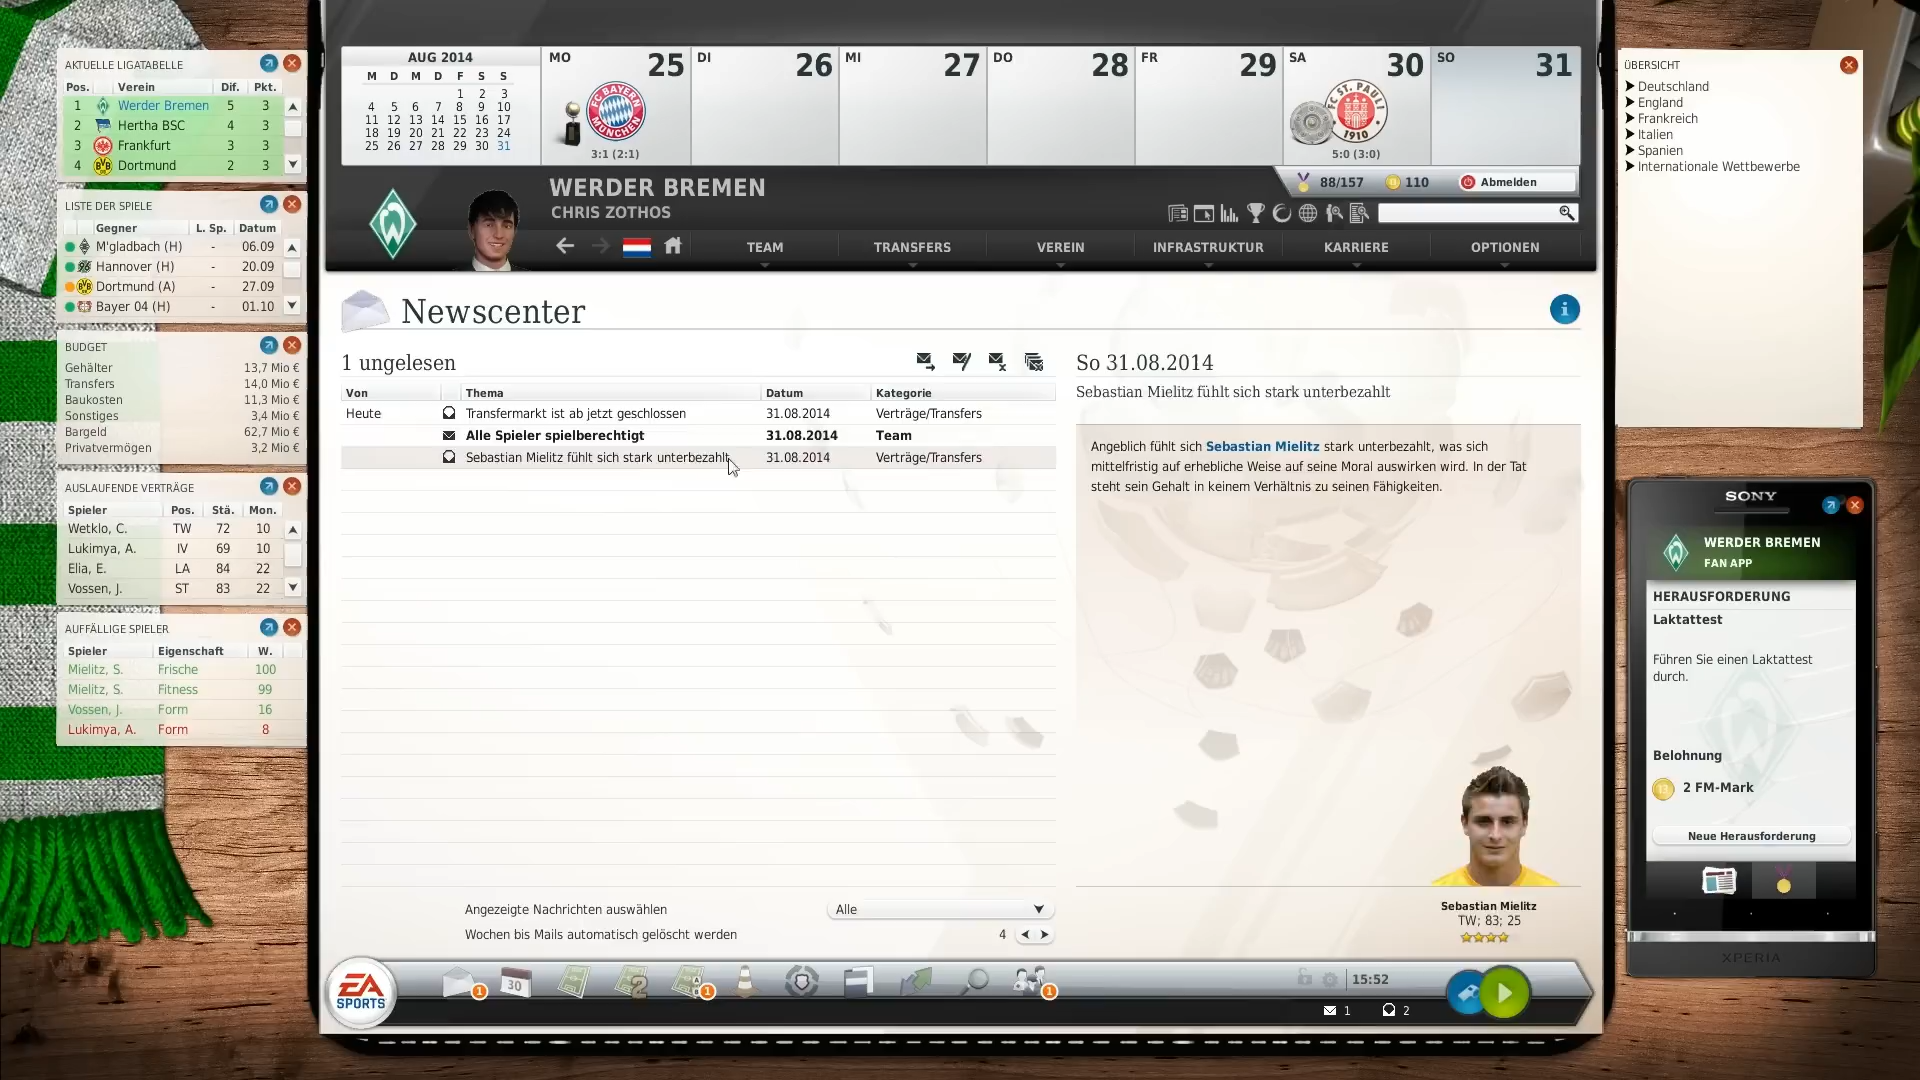 AKTUELLE LIGATABELLE
Pos. Verein Dif. Pkt.
1 Werder Bremen 5 3
2 Hertha BSC 4 3
3 Frankfurt 3 3
4 Dortmund 2 3
LISTE DER SPIELE
Gegner L. Sp. Datum
M'gladbach (H) - 06.09
Hannover (H) - 20.09
Dortmund (A) - 27.09
Bayer 04 (H) - 01.10
BUDGET
Gehälter 13,7 Mio €
Transfers 14,0 Mio €
Baukosten 11,3 Mio €
Sonstiges 3,4 Mio €
Bargeld 62,7 Mio €
Privatvermögen 3,2 Mio €
AUSLAUFENDE VERTRÄGE
Spieler Pos. Stä. Mon.
Wetklo, C. TW 72 10
Lukimya, A. IV 69 10
Elia, E. LA 84 22
Vossen, J. ST 83 22
AUFFÄLLIGE SPIELER
Spieler Eigenschaft W.
Mielitz, S. Frische 100
Mielitz, S. Fitness 99
Vossen, J. Form 16
Lukimya, A. Form 8
AUG 2014
M D M D F S S
1 2 3
4 5 6 7 8 9 10
11 12 13 14 15 16 17
18 19 20 21 22 23 24
25 26 27 28 29 30 31
MO 25
FC BAYERN MÜNCHEN
3:1 (2:1)
DI 26
MI 27
DO 28
FR 29
SA 30
FC ST. PAULI
1910
5:0 (3:0)
SO 31
WERDER BREMEN
CHRIS ZOTHOS
88/157 110 Abmelden
TEAM TRANSFERS VEREIN INFRASTRUKTUR KARRIERE OPTIONEN
Newscenter
1 ungelesen
Von Thema Datum Kategorie
Heute Transfermarkt ist ab jetzt geschlossen 31.08.2014 Verträge/Transfers
Alle Spieler spielberechtigt 31.08.2014 Team
Sebastian Mielitz fühlt sich stark unterbezahlt 31.08.2014 Verträge/Transfers
Angezeigte Nachrichten auswählen Alle
Wochen bis Mails automatisch gelöscht werden 4
So 31.08.2014
Sebastian Mielitz fühlt sich stark unterbezahlt
Angeblich fühlt sich Sebastian Mielitz stark unterbezahlt, was sich
mittelfristig auf erhebliche Weise auf seine Moral auswirken wird. In der Tat
steht sein Gehalt in keinem Verhältnis zu seinen Fähigkeiten.
Sebastian Mielitz
TW; 83; 25
EA
SPORTS
1
30
2
1
1
15:52
1 2
ÜBERSICHT
Deutschland
England
Frankreich
Italien
Spanien
Internationale Wettbewerbe
SONY
WERDER BREMEN
FAN APP
HERAUSFORDERUNG
Laktattest
Führen Sie einen Laktattest
durch.
Belohnung
2 FM-Mark
Neue Herausforderung
XPERIA